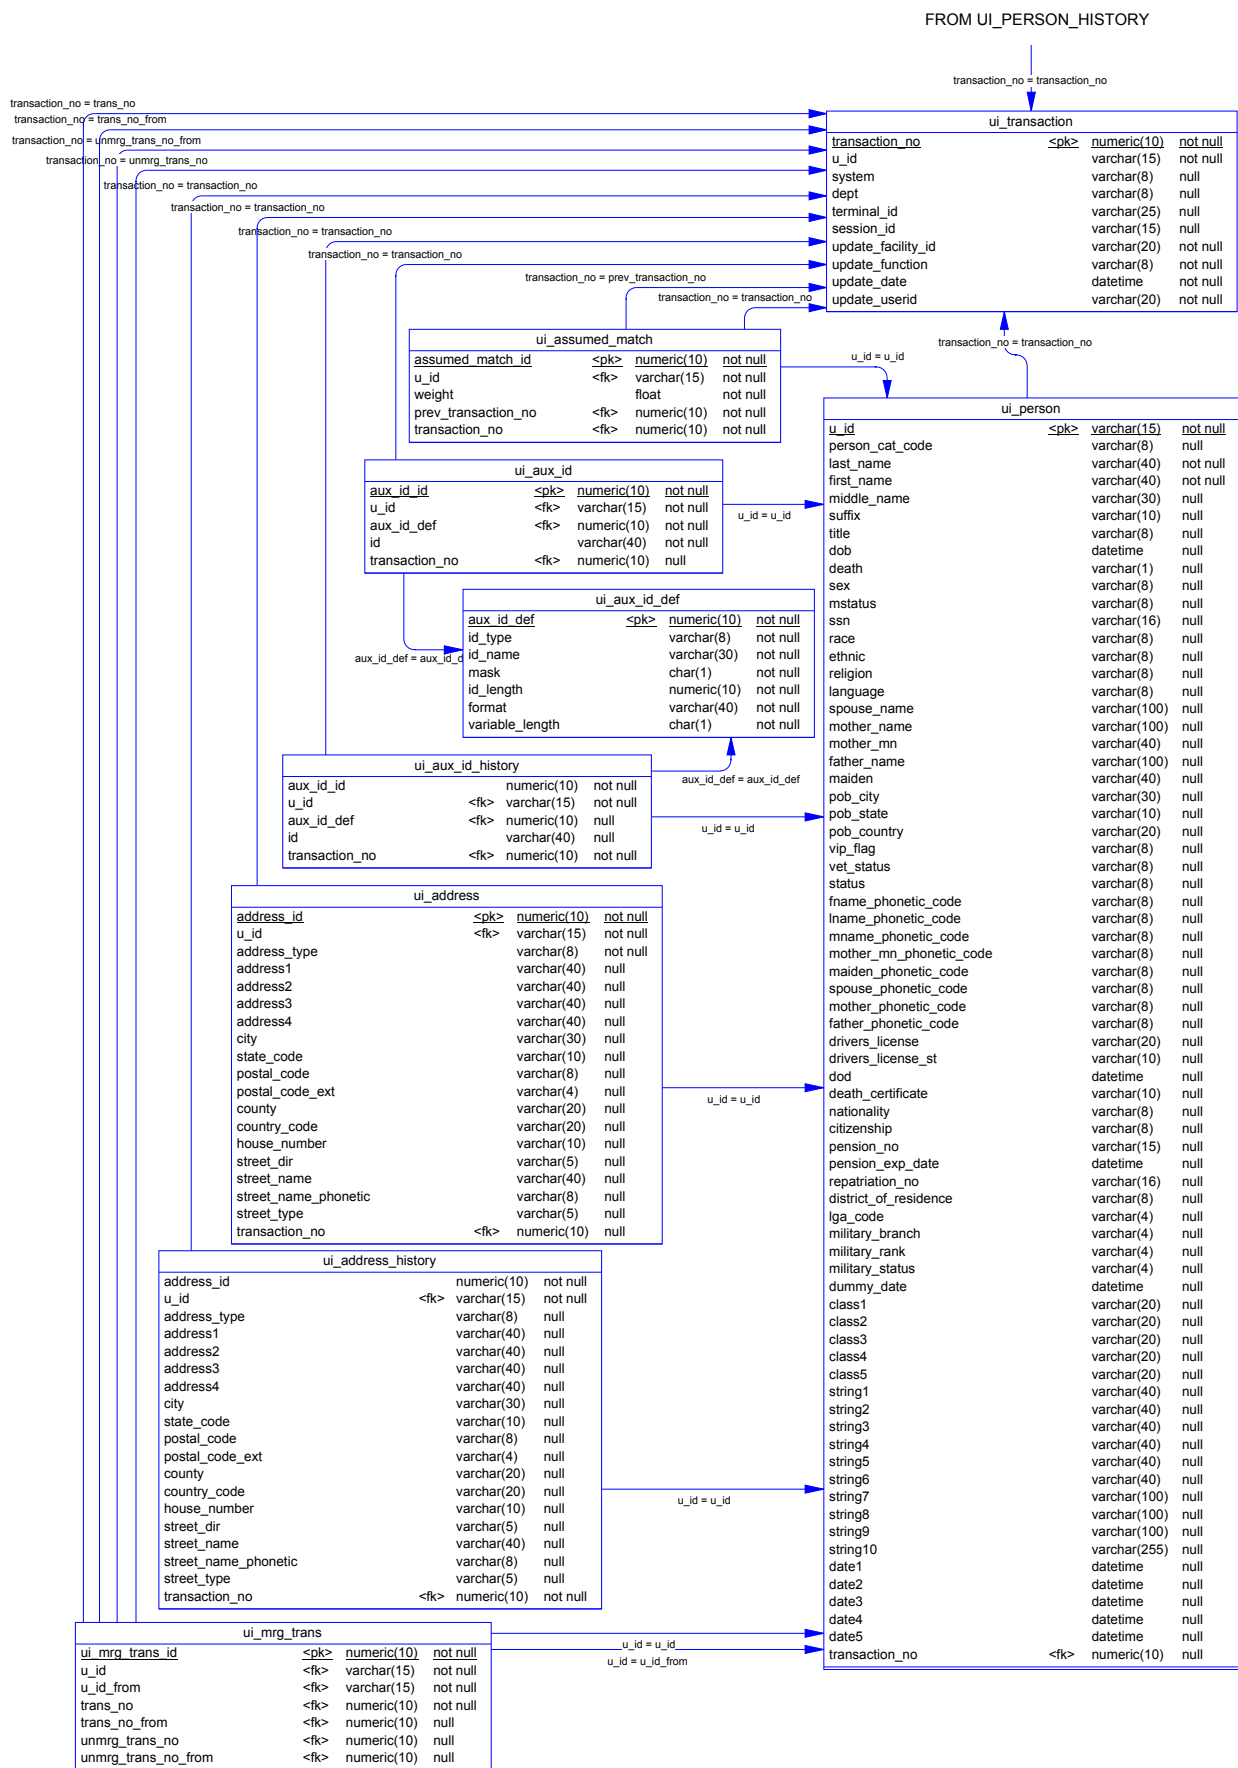 FROM UI_PERSON_HISTORY
transaction_no = transaction_no
transaction_no = trans_no
transaction_no = trans_no_from
transaction_no = unmrg_trans_no_from
transaction_no = unmrg_trans_no
transaction_no = transaction_no
transaction_no = transaction_no
transaction_no = transaction_no
transaction_no = transaction_no
transaction_no = prev_transaction_no
transaction_no = transaction_no
ui_transaction
transaction_no <pk> numeric(10) not null
u_id varchar(15) not null
system varchar(8) null
dept varchar(8) null
terminal_id varchar(25) null
session_id varchar(15) null
update_facility_id varchar(20) not null
update_function varchar(8) not null
update_date datetime not null
update_userid varchar(20) not null
transaction_no = transaction_no
ui_assumed_match
assumed_match_id <pk> numeric(10) not null
u_id <fk> varchar(15) not null
weight float not null
prev_transaction_no <fk> numeric(10) not null
transaction_no <fk> numeric(10) not null
u_id = u_id
ui_aux_id
aux_id_id <pk> numeric(10) not null
u_id <fk> varchar(15) not null
aux_id_def <fk> numeric(10) not null
id varchar(40) not null
transaction_no <fk> numeric(10) null
u_id = u_id
aux_id_def = aux_id_d
ui_aux_id_def
aux_id_def <pk> numeric(10) not null
id_type varchar(8) not null
id_name varchar(30) not null
mask char(1) not null
id_length numeric(10) not null
format varchar(40) not null
variable_length char(1) not null
aux_id_def = aux_id_def
ui_aux_id_history
aux_id_id numeric(10) not null
u_id <fk> varchar(15) not null
aux_id_def <fk> numeric(10) null
id varchar(40) null
transaction_no <fk> numeric(10) not null
u_id = u_id
ui_address
address_id <pk> numeric(10) not null
u_id <fk> varchar(15) not null
address_type varchar(8) not null
address1 varchar(40) null
address2 varchar(40) null
address3 varchar(40) null
address4 varchar(40) null
city varchar(30) null
state_code varchar(10) null
postal_code varchar(8) null
postal_code_ext varchar(4) null
county varchar(20) null
country_code varchar(20) null
house_number varchar(10) null
street_dir varchar(5) null
street_name varchar(40) null
street_name_phonetic varchar(8) null
street_type varchar(5) null
transaction_no <fk> numeric(10) null
u_id = u_id
ui_address_history
address_id numeric(10) not null
u_id <fk> varchar(15) not null
address_type varchar(8) null
address1 varchar(40) null
address2 varchar(40) null
address3 varchar(40) null
address4 varchar(40) null
city varchar(30) null
state_code varchar(10) null
postal_code varchar(8) null
postal_code_ext varchar(4) null
county varchar(20) null
country_code varchar(20) null
house_number varchar(10) null
street_dir varchar(5) null
street_name varchar(40) null
street_name_phonetic varchar(8) null
street_type varchar(5) null
transaction_no <fk> numeric(10) not null
u_id = u_id
ui_mrg_trans
ui_mrg_trans_id <pk> numeric(10) not null
u_id <fk> varchar(15) not null
u_id_from <fk> varchar(15) not null
trans_no <fk> numeric(10) not null
trans_no_from <fk> numeric(10) null
unmrg_trans_no <fk> numeric(10) null
unmrg_trans_no_from <fk> numeric(10) null
u_id = u_id
u_id = u_id_from
ui_person
u_id <pk> varchar(15) not null
person_cat_code varchar(8) null
last_name varchar(40) not null
first_name varchar(40) not null
middle_name varchar(30) null
suffix varchar(10) null
title varchar(8) null
dob datetime null
death varchar(1) null
sex varchar(8) null
mstatus varchar(8) null
ssn varchar(16) null
race varchar(8) null
ethnic varchar(8) null
religion varchar(8) null
language varchar(8) null
spouse_name varchar(100) null
mother_name varchar(100) null
mother_mn varchar(40) null
father_name varchar(100) null
maiden varchar(40) null
pob_city varchar(30) null
pob_state varchar(10) null
pob_country varchar(20) null
vip_flag varchar(8) null
vet_status varchar(8) null
status varchar(8) null
fname_phonetic_code varchar(8) null
lname_phonetic_code varchar(8) null
mname_phonetic_code varchar(8) null
mother_mn_phonetic_code varchar(8) null
maiden_phonetic_code varchar(8) null
spouse_phonetic_code varchar(8) null
mother_phonetic_code varchar(8) null
father_phonetic_code varchar(8) null
drivers_license varchar(20) null
drivers_license_st varchar(10) null
dod datetime null
death_certificate varchar(10) null
nationality varchar(8) null
citizenship varchar(8) null
pension_no varchar(15) null
pension_exp_date datetime null
repatriation_no varchar(16) null
district_of_residence varchar(8) null
lga_code varchar(4) null
military_branch varchar(4) null
military_rank varchar(4) null
military_status varchar(4) null
dummy_date datetime null
class1 varchar(20) null
class2 varchar(20) null
class3 varchar(20) null
class4 varchar(20) null
class5 varchar(20) null
string1 varchar(40) null
string2 varchar(40) null
string3 varchar(40) null
string4 varchar(40) null
string5 varchar(40) null
string6 varchar(40) null
string7 varchar(100) null
string8 varchar(100) null
string9 varchar(100) null
string10 varchar(255) null
date1 datetime null
date2 datetime null
date3 datetime null
date4 datetime null
date5 datetime null
transaction_no <fk> numeric(10) null